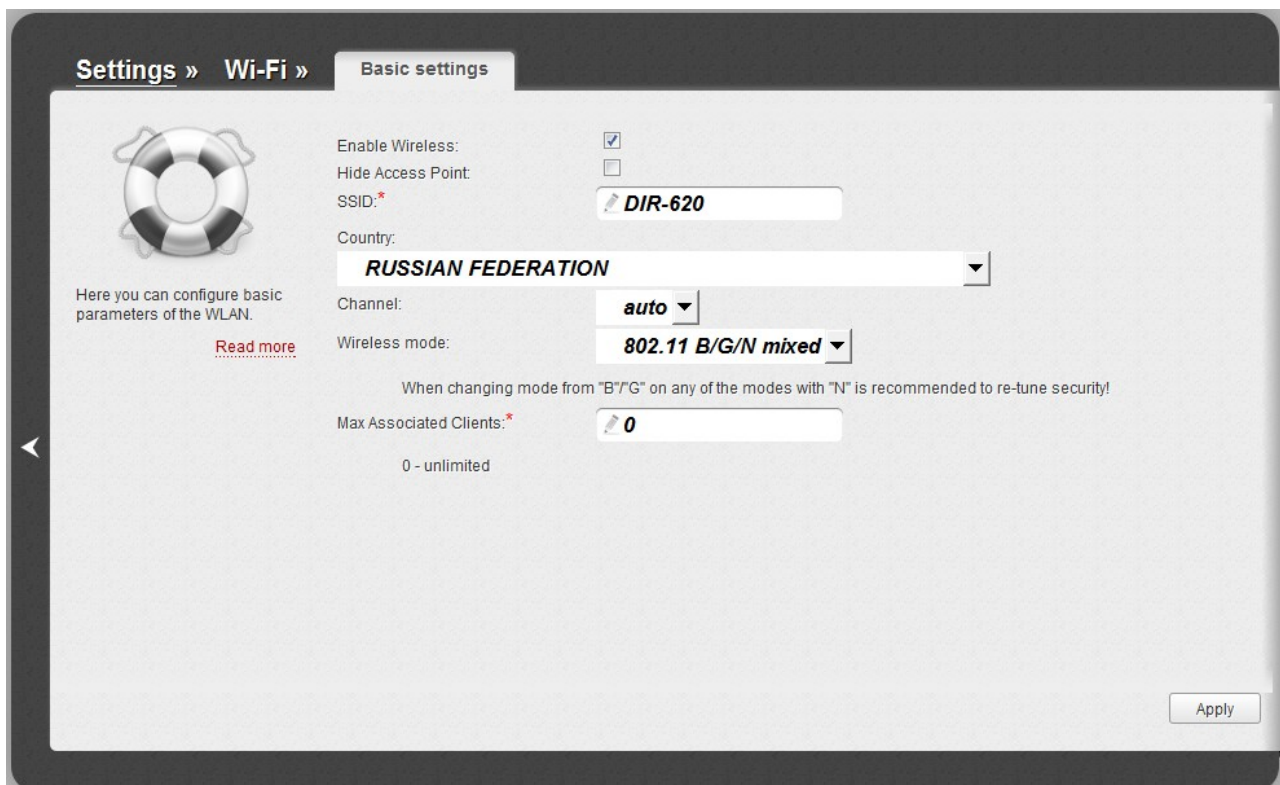 Settings » Wi-Fi » Basic settings
Enable Wireless:
Hide Access Point:
SSID:* DIR-620
Country:
RUSSIAN FEDERATION
Here you can configure basic
parameters of the WLAN.
Read more
Channel: auto
Wireless mode: 802.11 B/G/N mixed
When changing mode from "B"/"G" on any of the modes with "N" is recommended to re-tune security!
Max Associated Clients:* 0
0 - unlimited
Apply